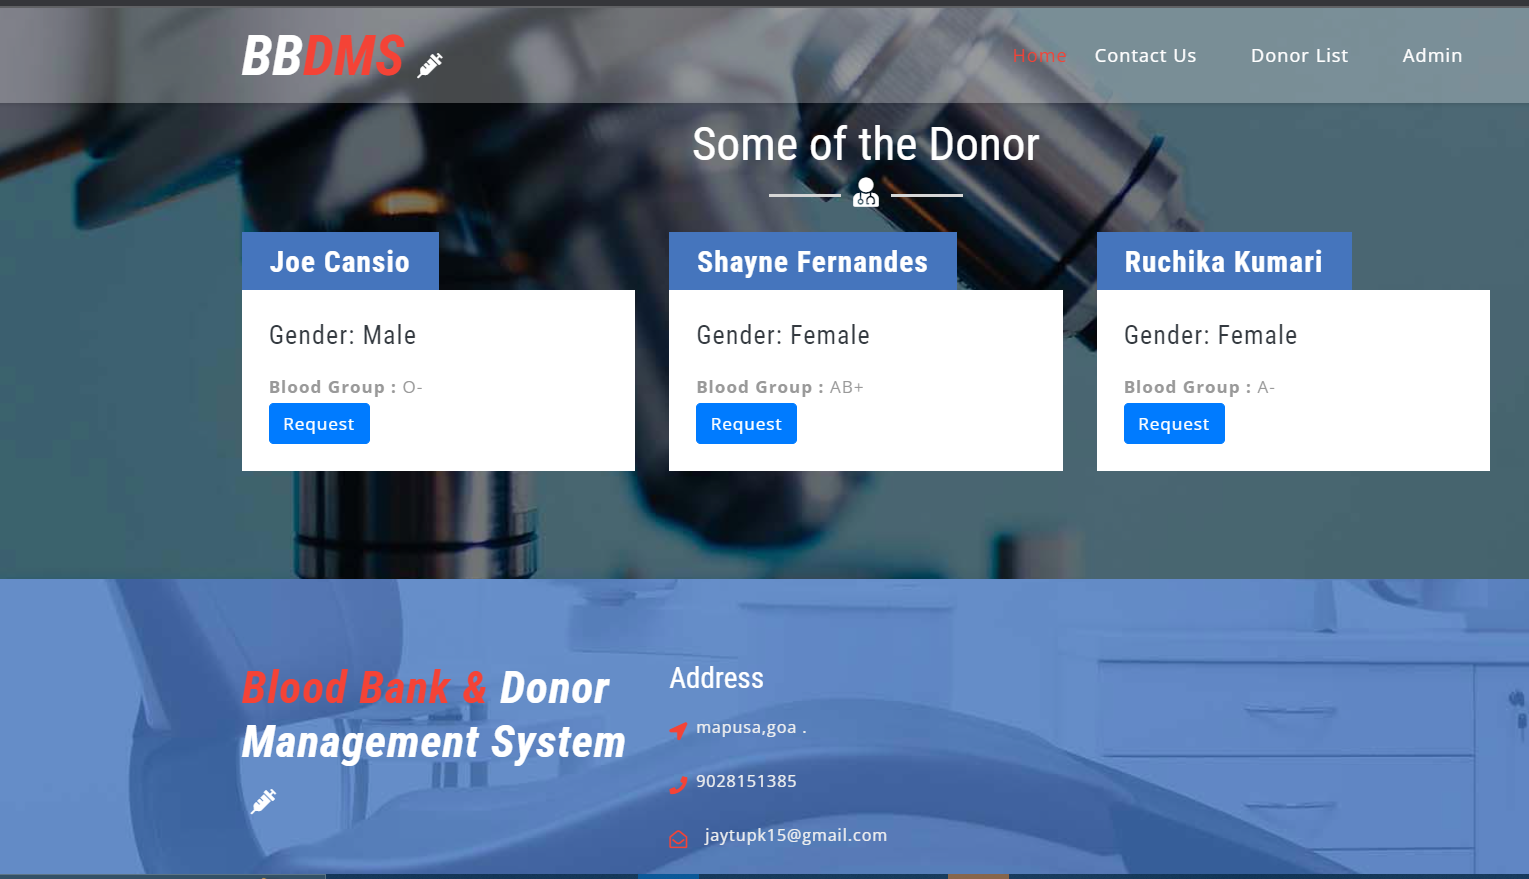 BBDMS
Home Contact Us Donor List Admin
Some of the Donor
Joe Cansio
Gender: Male
Blood Group : O-
Request
Shayne Fernandes
Gender: Female
Blood Group : AB+
Request
Ruchika Kumari
Gender: Female
Blood Group : A-
Request
Blood Bank & Donor
Management System
Address
mapusa,goa .
9028151385
jaytupk15@gmail.com